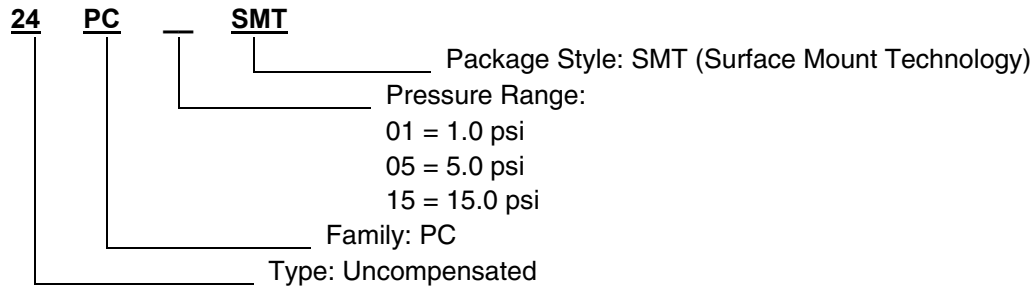 24 PC __ SMT
Package Style: SMT (Surface Mount Technology)
Pressure Range:
01 = 1.0 psi
05 = 5.0 psi
15 = 15.0 psi
Family: PC
Type: Uncompensated